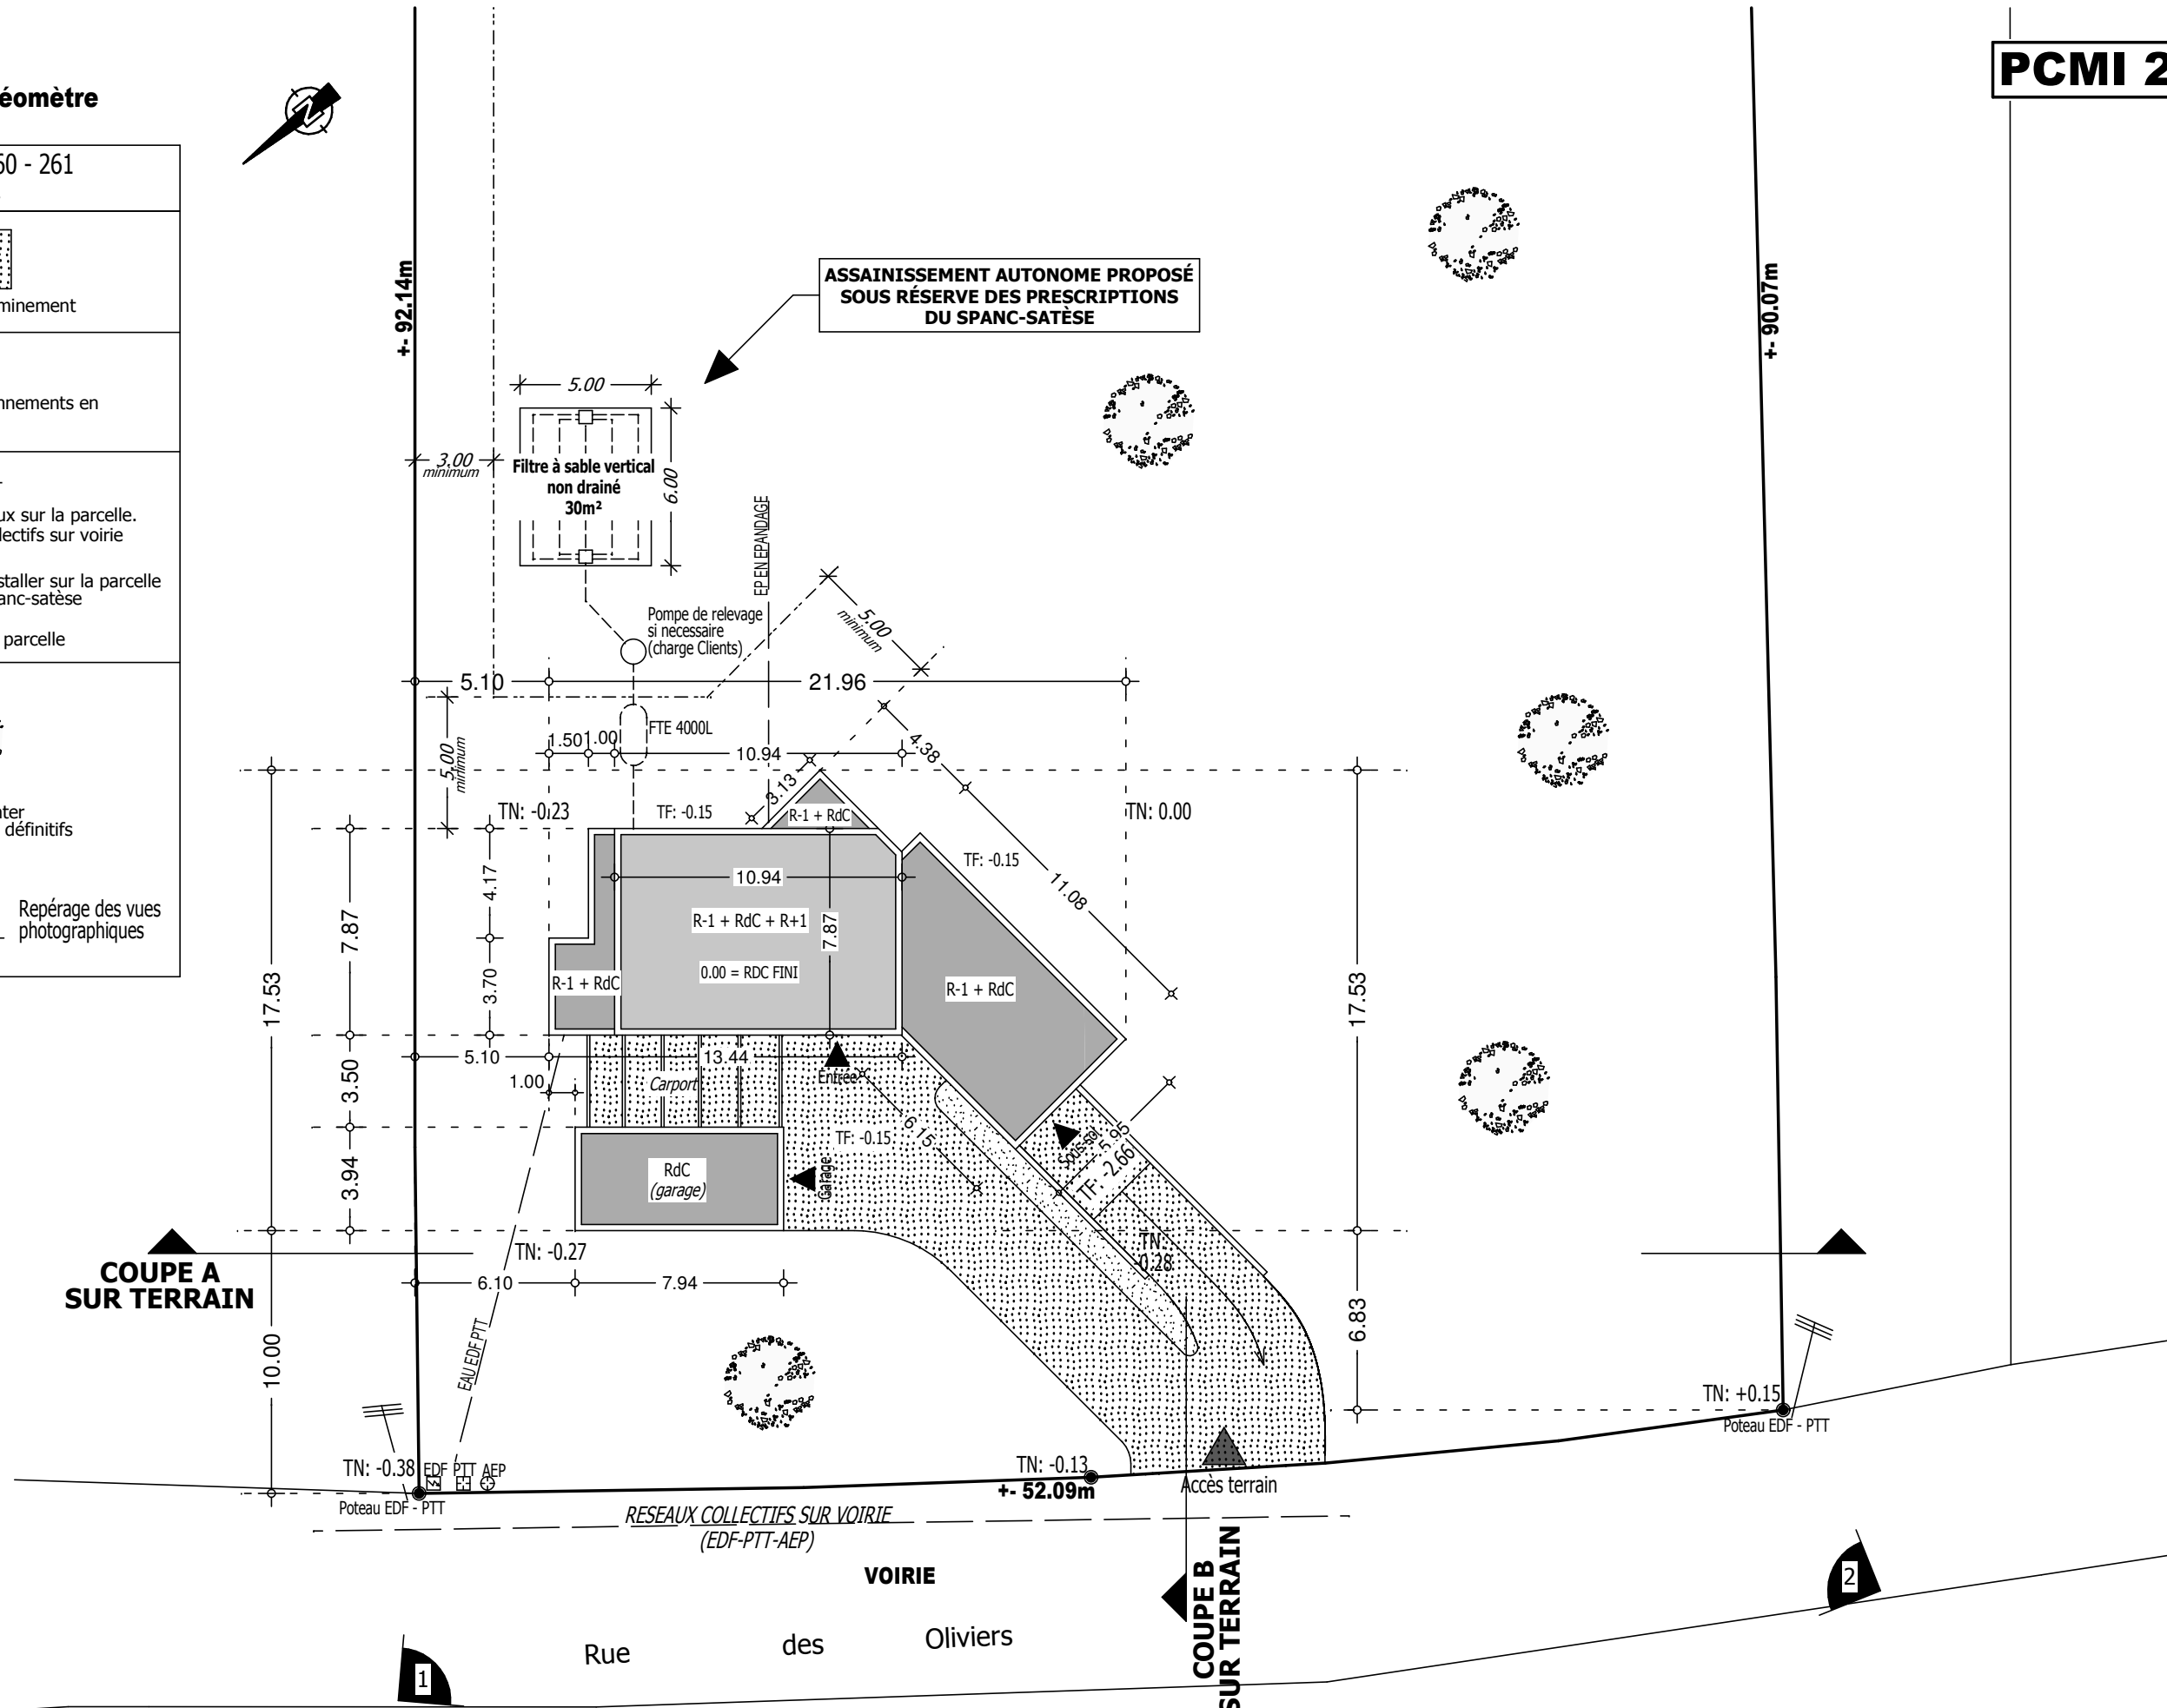 PCMI 2
éomètre
60 - 261
minement
nnements en
ux sur la parcelle.
lectifs sur voirie
staller sur la parcelle
anc-satèse
parcelle
nter
définitifs
Repérage des vues
photographiques
N
+- 92.14m
+- 90.07m
ASSAINISSEMENT AUTONOME PROPOSÉ
SOUS RÉSERVE DES PRESCRIPTIONS
DU SPANC-SATÈSE
5.00
6.00
3.00
minimum
Filtre à sable vertical
non drainé
30m²
EP EN EPANDAGE
Pompe de relevage
si necessaire
(charge Clients)
5.00
minimum
5.10
21.96
5.00
minimum
FTE 4000L
1.50
1.00
10.94
4.38
3.13
TN: -0.23
TF: -0.15
R-1 + RdC
TN: 0.00
TF: -0.15
11.08
10.94
4.17
7.87
7.87
R-1 + RdC + R+1
0.00 = RDC FINI
3.70
R-1 + RdC
R-1 + RdC
17.53
17.53
5.10
13.44
3.50
1.00
Carport
Entrée
6.15
TF: -0.15
Sous-sol
5.95
TF: -2.66
3.94
RdC
(garage)
Garage
TN:
-0.28
TN: -0.27
6.10
7.94
COUPE A
SUR TERRAIN
10.00
6.83
EAU EDF PTT
TN: +0.15
Poteau EDF - PTT
TN: -0.38
EDF PTT AEP
Poteau EDF - PTT
TN: -0.13
+- 52.09m
Accès terrain
RESEAUX COLLECTIFS SUR VOIRIE
(EDF-PTT-AEP)
VOIRIE
COUPE B
SUR TERRAIN
Rue des Oliviers
1
2